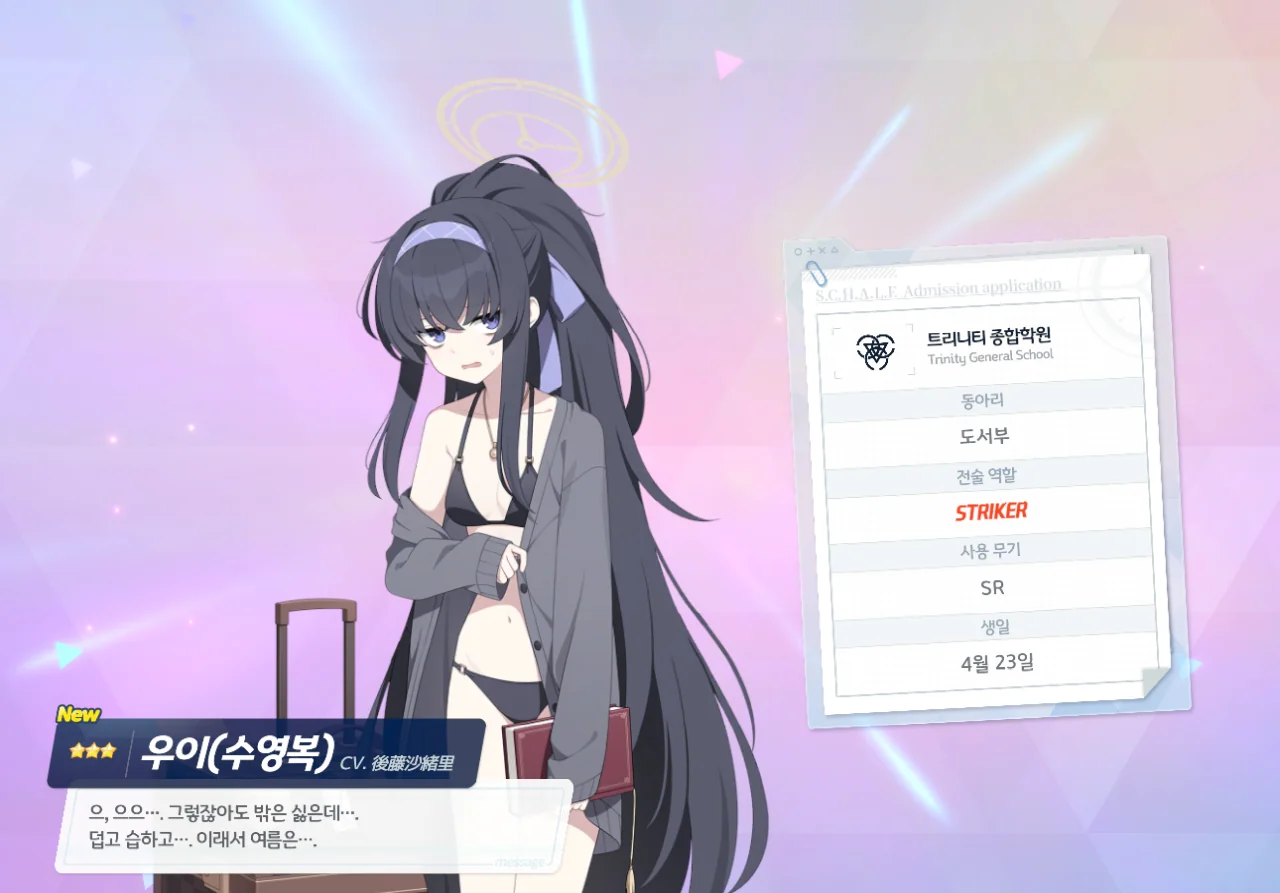 S.C.H.A.L.E. Admission application
트리니티 종합학원
Trinity General School
동아리
도서부
전술 역할
STRIKER
사용 무기
SR
생일
4월 23일
New
우이(수영복) CV. 後藤沙緒里
으, 으으…. 그렇잖아도 밖은 싫은데….
덥고 습하고…. 이래서 여름은….
message